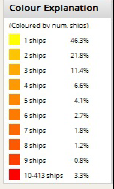 Colour Explanation
(Coloured by num. ships)
1 ships 46.3%
2 ships 21.8%
3 ships 11.4%
4 ships 6.6%
5 ships 4.1%
6 ships 2.7%
7 ships 1.8%
8 ships 1.2%
9 ships 0.8%
10-413 ships 3.3%